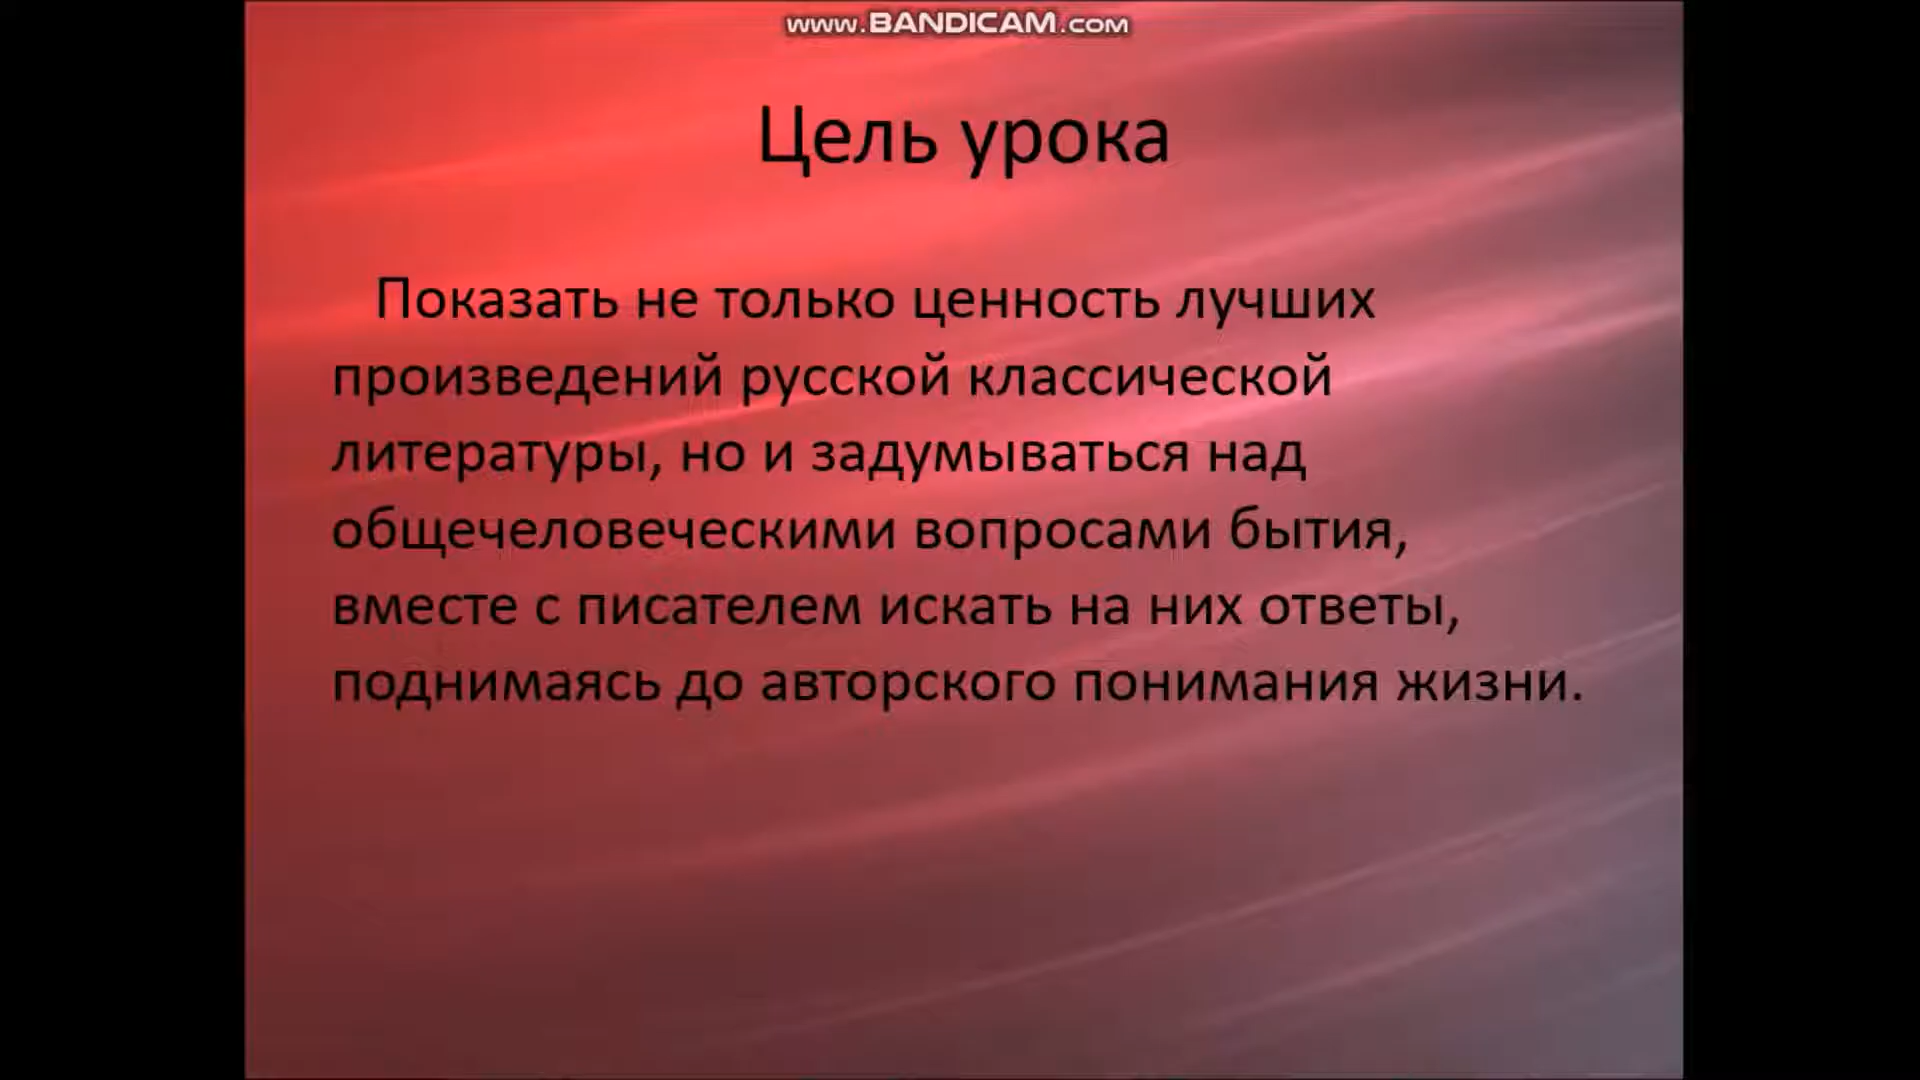 www.BANDICAM.com
Цель урока
Показать не только ценность лучших
произведений русской классической
литературы, но и задумываться над
общечеловеческими вопросами бытия,
вместе с писателем искать на них ответы,
поднимаясь до авторского понимания жизни.